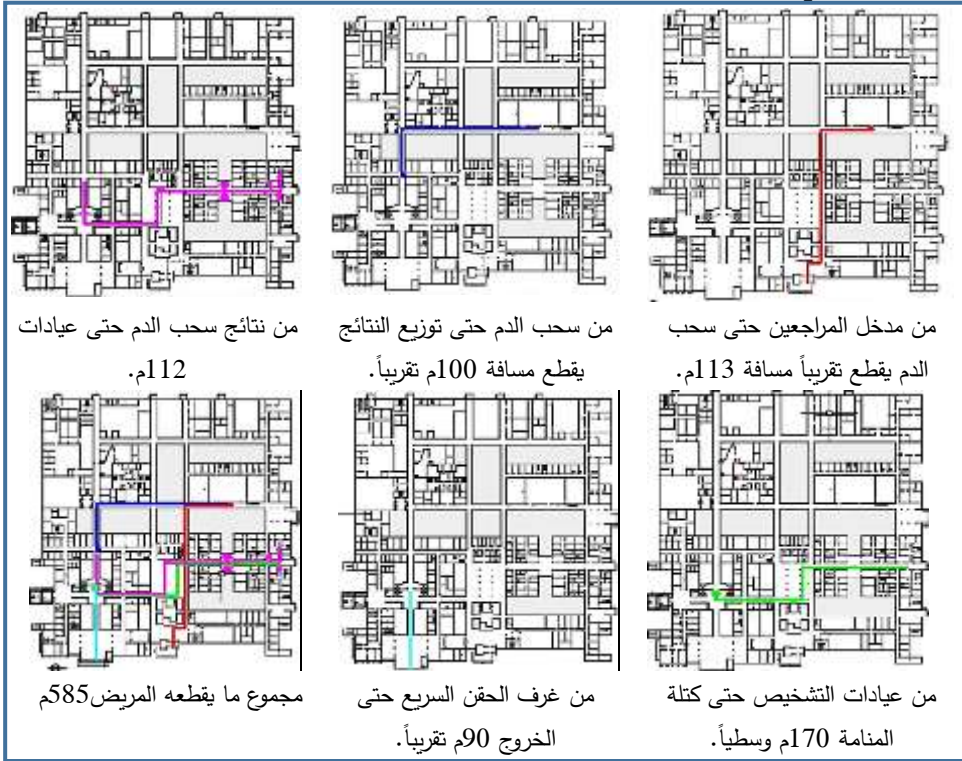 من مدخل المراجعين حتى سحب
الدم يقطع تقريباً مسافة 113م.
من سحب الدم حتى توزيع النتائج
يقطع مسافة 100م تقريباً.
من نتائج سحب الدم حتى عيادات
112م.
من عيادات التشخيص حتى كتلة
المنامة 170م وسطياً.
من غرف الحقن السريع حتى
الخروج 90م تقريباً.
مجموع ما يقطعه المريض585م